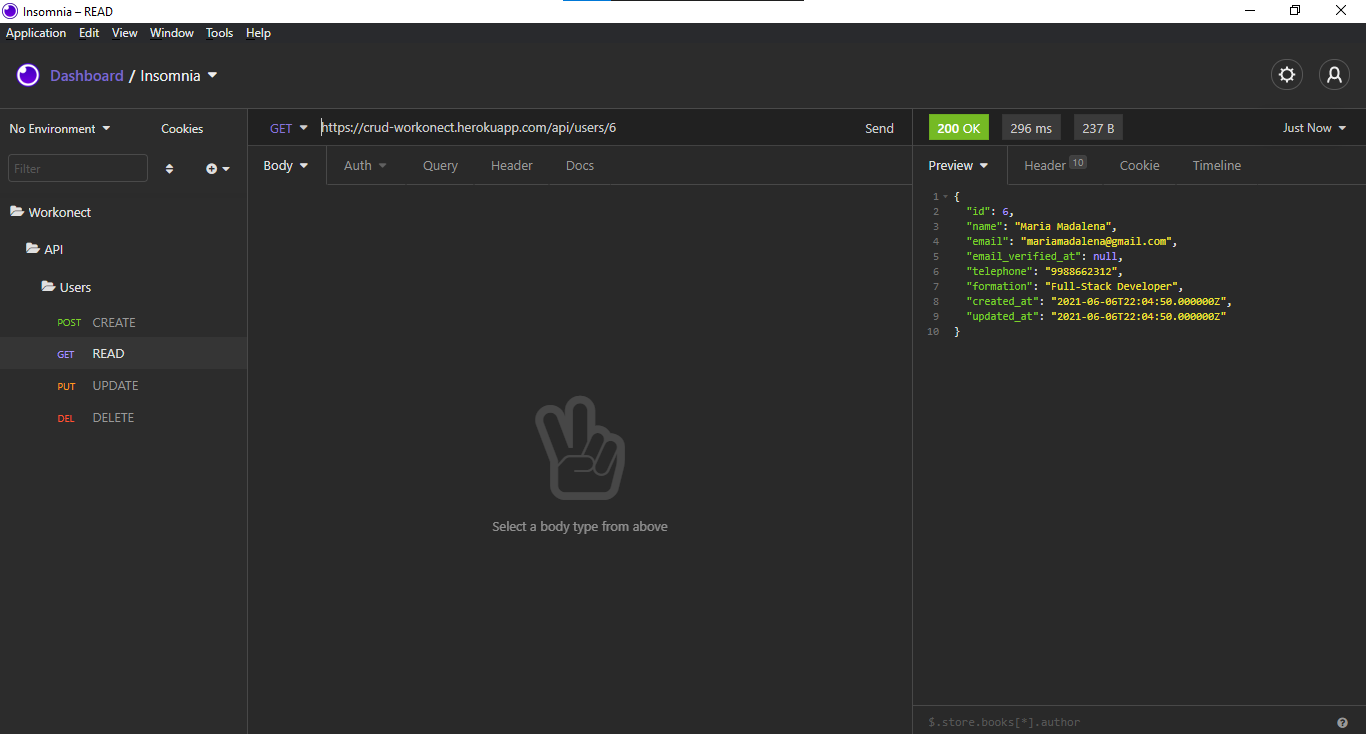 Insomnia – READ
Application Edit View Window Tools Help
Dashboard / Insomnia
No Environment Cookies
Filter
Workonect
API
Users
POST CREATE
GET READ
PUT UPDATE
DEL DELETE
GET https://crud-workonect.herokuapp.com/api/users/6 Send
Body Auth Query Header Docs
Select a body type from above
200 OK 296 ms 237 B Just Now
Preview Header 10 Cookie Timeline
1 {
2 "id": 6,
3 "name": "Maria Madalena",
4 "email": "mariamadalena@gmail.com",
5 "email_verified_at": null,
6 "telephone": "9988662312",
7 "formation": "Full-Stack Developer",
8 "created_at": "2021-06-06T22:04:50.000000Z",
9 "updated_at": "2021-06-06T22:04:50.000000Z"
10 }
$.store.books[*].author